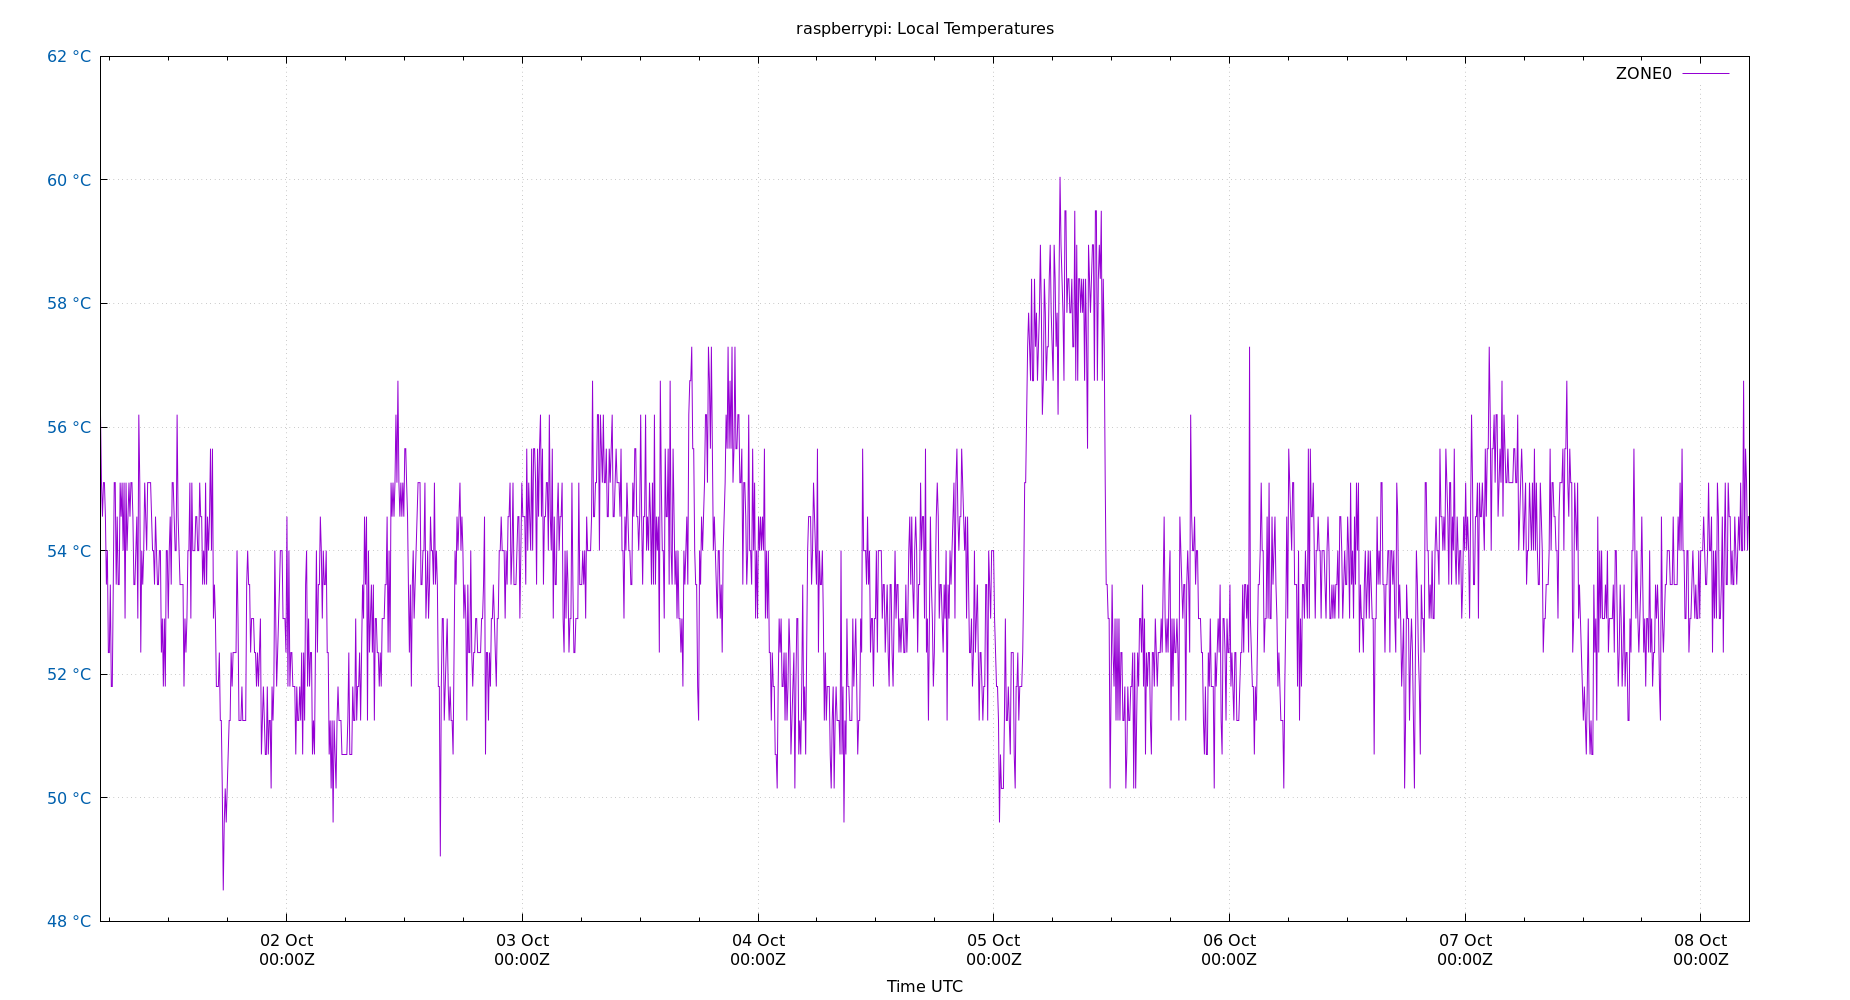 raspberrypi: Local Temperatures
62 °C
ZONE0
60 °C
58 °C
56 °C
54 °C
52 °C
50 °C
48 °C
02 Oct 03 Oct 04 Oct 05 Oct 06 Oct 07 Oct 08 Oct
00:00Z 00:00Z 00:00Z 00:00Z 00:00Z 00:00Z 00:00Z
Time UTC